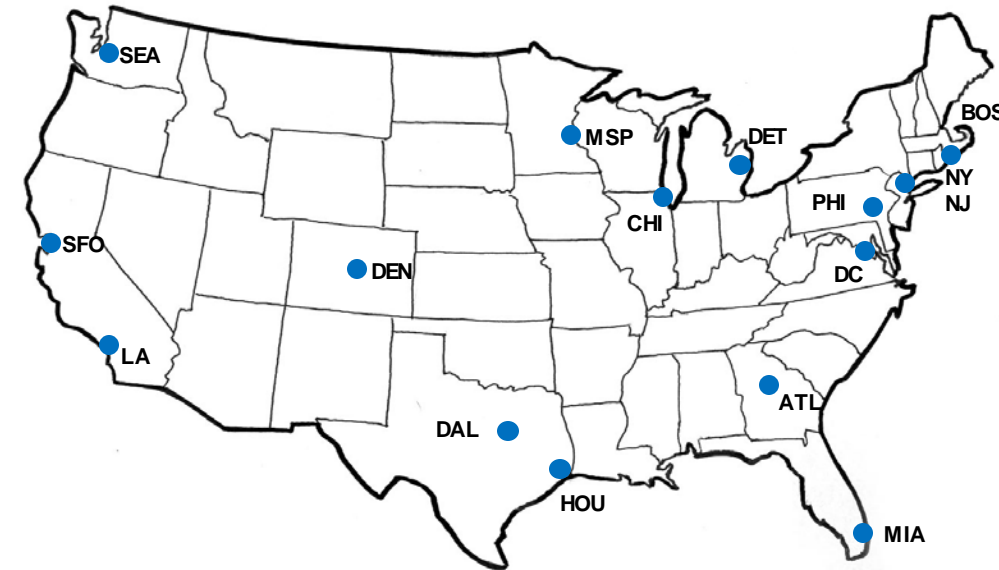 SEA
BOS
MSP
DET
NY
PHI
NJ
CHI
SFO
DEN
DC
LA
ATL
DAL
HOU
MIA